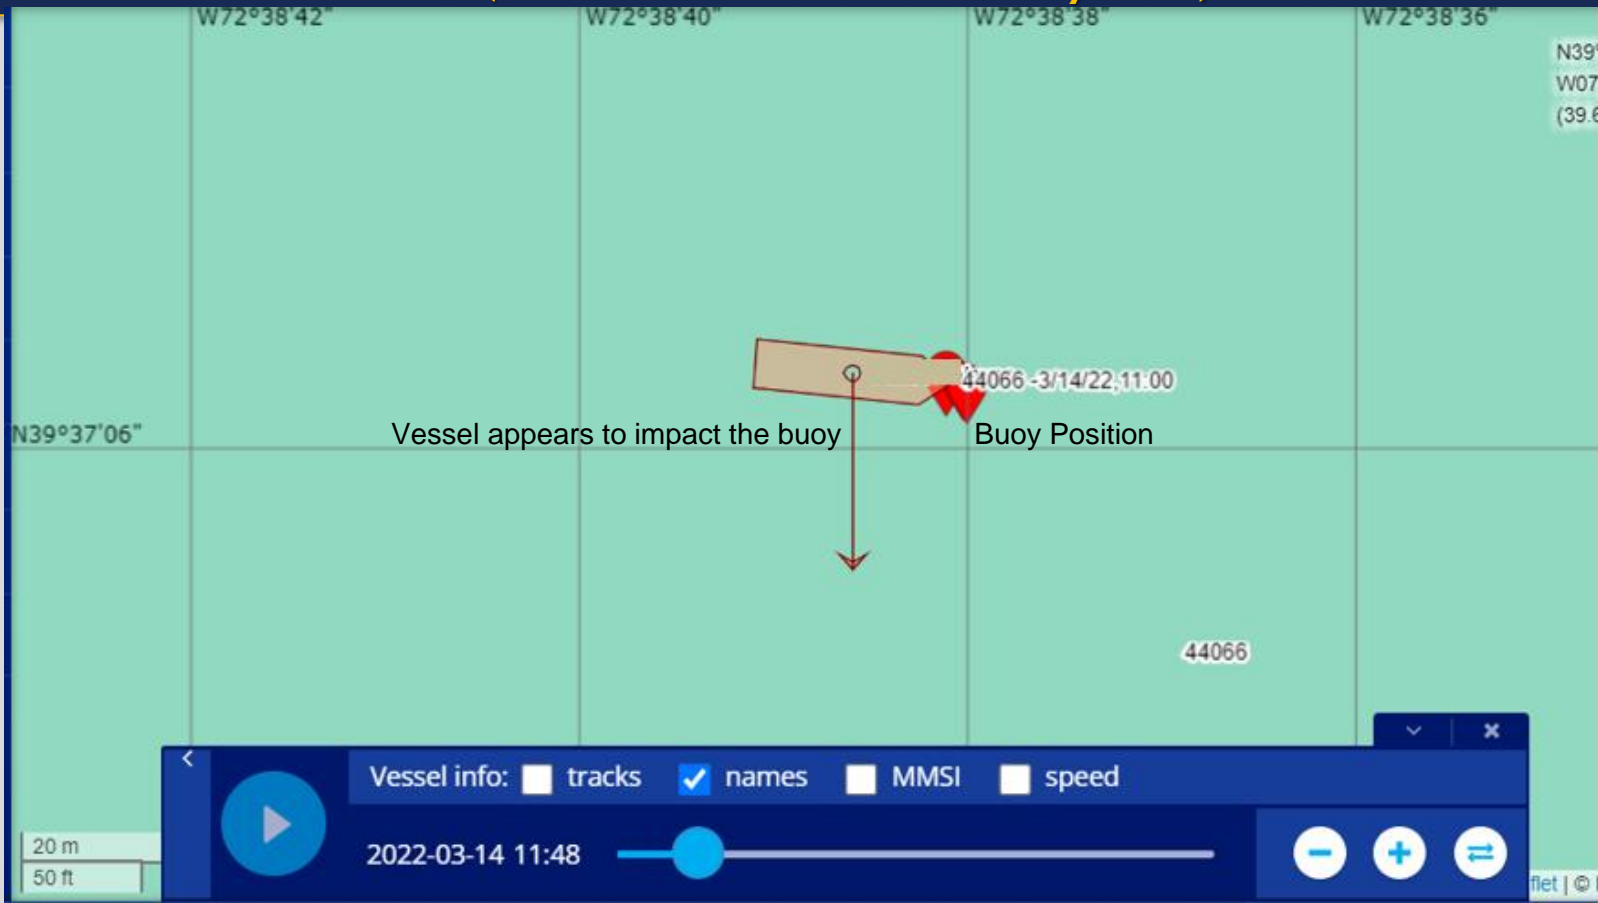 W72°38'42" W72°38'40" W72°38'38" W72°38'36"
N39°
W07
(39.6
44066 -3/14/22,11:00
N39°37'06" Vessel appears to impact the buoy Buoy Position
44066
Vessel info: tracks names MMSI speed
2022-03-14 11:48
20 m
50 ft
flet | ©